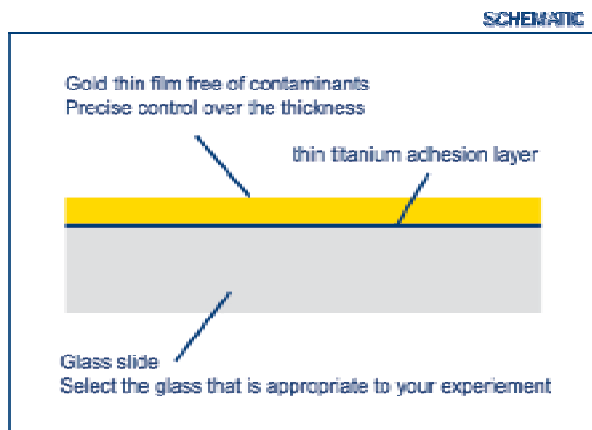 SCHEMATIC
Gold thin film free of contaminants
Precise control over the thickness
thin titanium adhesion layer
Glass slide
Select the glass that is appropriate to your experiement